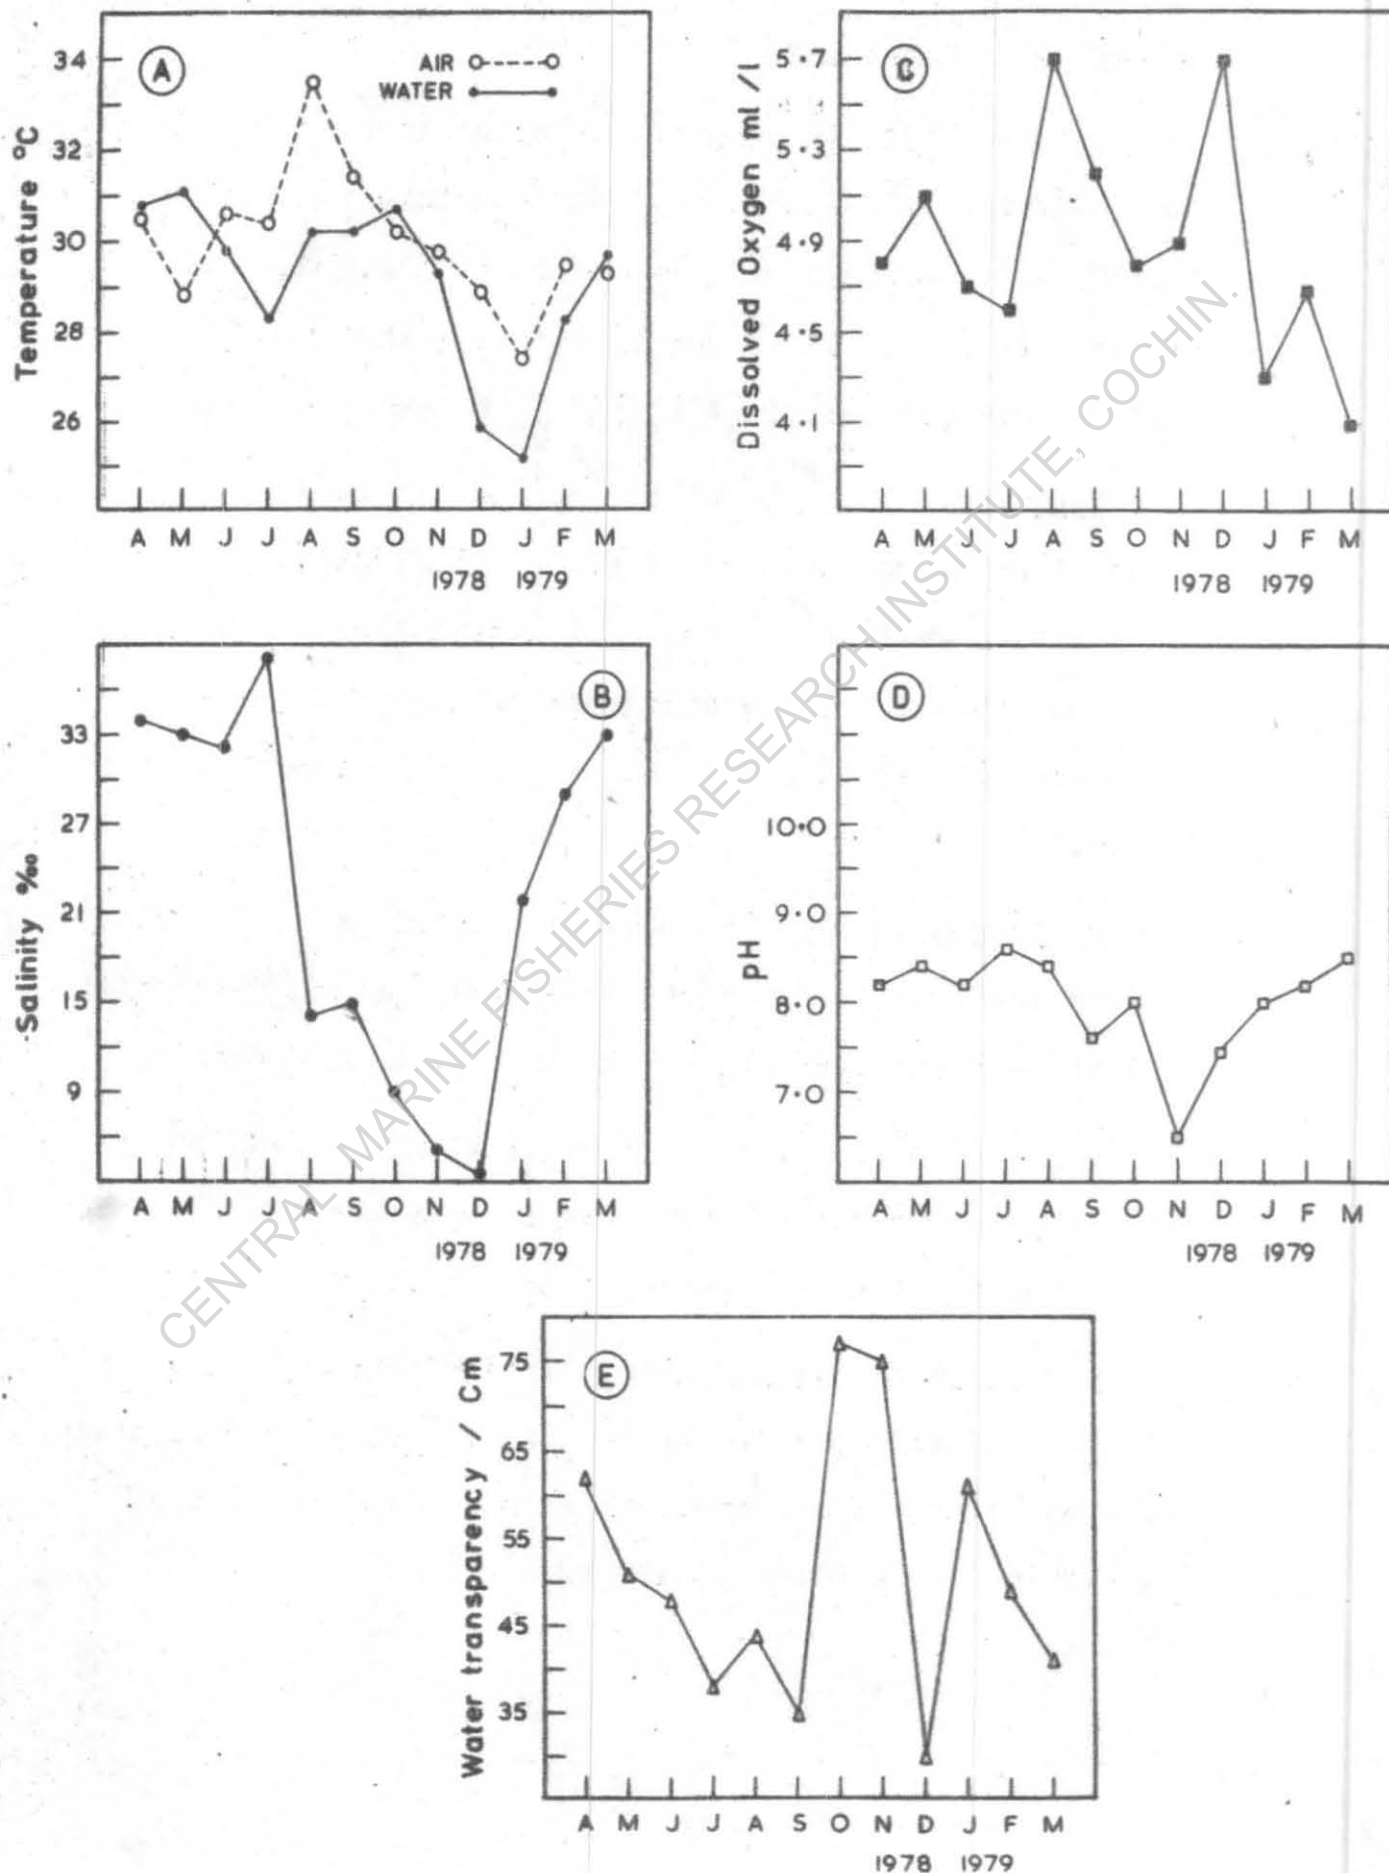 A
AIR
WATER
Temperature °C
34
32
30
28
26
A M J J A S O N D J F M
1978 1979
C
Dissolved Oxygen ml /l
5·7
5·3
4·9
4·5
4·1
A M J J A S O N D J F M
1978 1979
B
Salinity ‰
33
27
21
15
9
A M J J A S O N D J F M
1978 1979
D
pH
10·0
9·0
8·0
7·0
A M J J A S O N D J F M
1978 1979
E
Water transparency / Cm
75
65
55
45
35
A M J J A S O N D J F M
1978 1979
CENTRAL MARINE FISHERIES RESEARCH INSTITUTE, COCHIN.